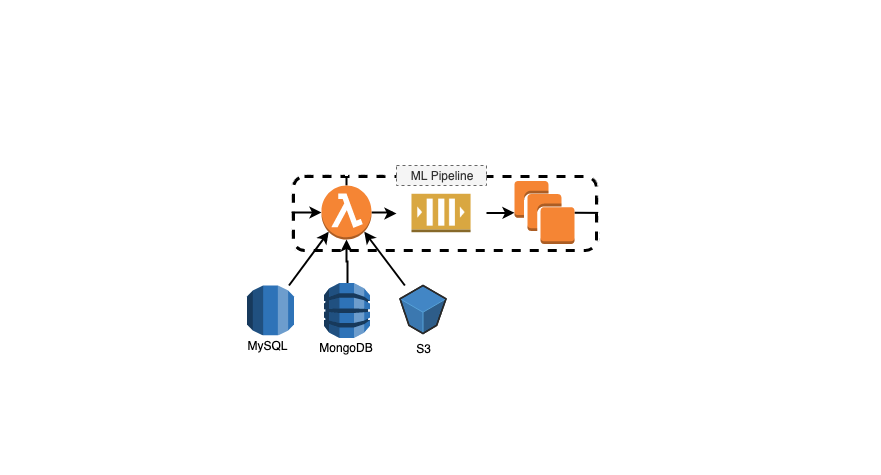 ML Pipeline
MySQL
MongoDB
S3